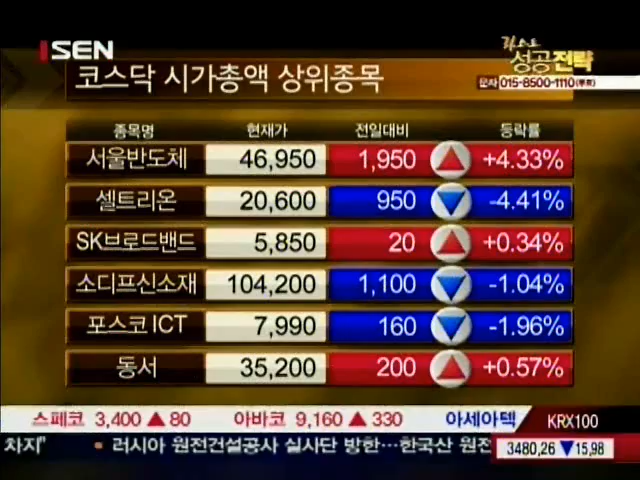 SEN
성공전략
코스닥 시가총액 상위종목
문자 015-8500-1110(무료)
종목명 현재가 전일대비 등락률
서울반도체 46,950 1,950 ▲ +4.33%
셀트리온 20,600 950 ▼ -4.41%
SK브로드밴드 5,850 20 ▲ +0.34%
소디프신소재 104,200 1,100 ▼ -1.04%
포스코 ICT 7,990 160 ▼ -1.96%
동서 35,200 200 ▲ +0.57%
스페코 3,400 ▲ 80 아바코 9,160 ▲ 330 아세아텍 KRX100
차지" • 러시아 원전건설공사 실사단 방한…한국산 원전 3480,26 ▼15,98